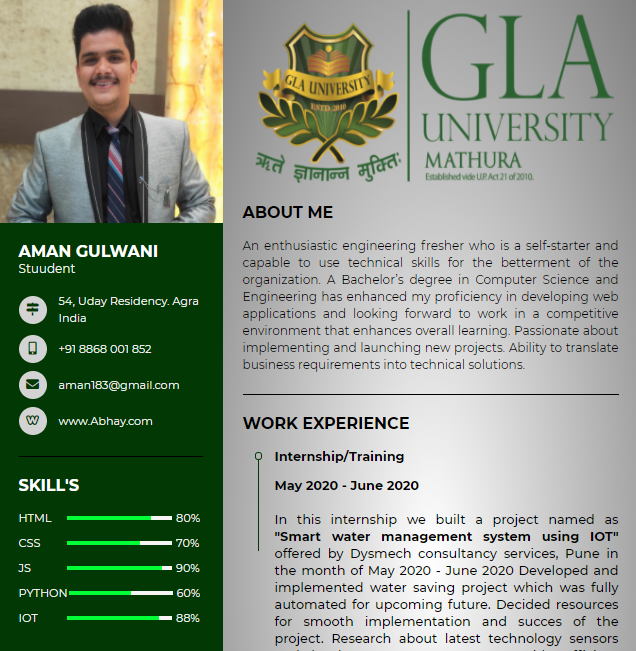 GLA UNIVERSITY
ESTD 2010
ऋते ज्ञानान्न मुक्तिः
GLA
UNIVERSITY
MATHURA
Established vide U.P. Act 21 of 2010.
AMAN GULWANI
Stuudent
54, Uday Residency. Agra
India
+91 8868 001 852
aman183@gmail.com
www.Abhay.com
SKILL'S
HTML 80%
CSS 70%
JS 90%
PYTHON 60%
IOT 88%
ABOUT ME
An enthusiastic engineering fresher who is a self-starter and
capable to use technical skills for the betterment of the
organization. A Bachelor's degree in Computer Science and
Engineering has enhanced my proficiency in developing web
applications and looking forward to work in a competitive
environment that enhances overall learning. Passionate about
implementing and launching new projects. Ability to translate
business requirements into technical solutions.
WORK EXPERIENCE
Internship/Training
May 2020 - June 2020
In this internship we built a project named as
"Smart water management system using IOT"
offered by Dysmech consultancy services, Pune in
the month of May 2020 - June 2020 Developed and
implemented water saving project which was fully
automated for upcoming future. Decided resources
for smooth implementation and succes of the
project. Research about latest technology sensors